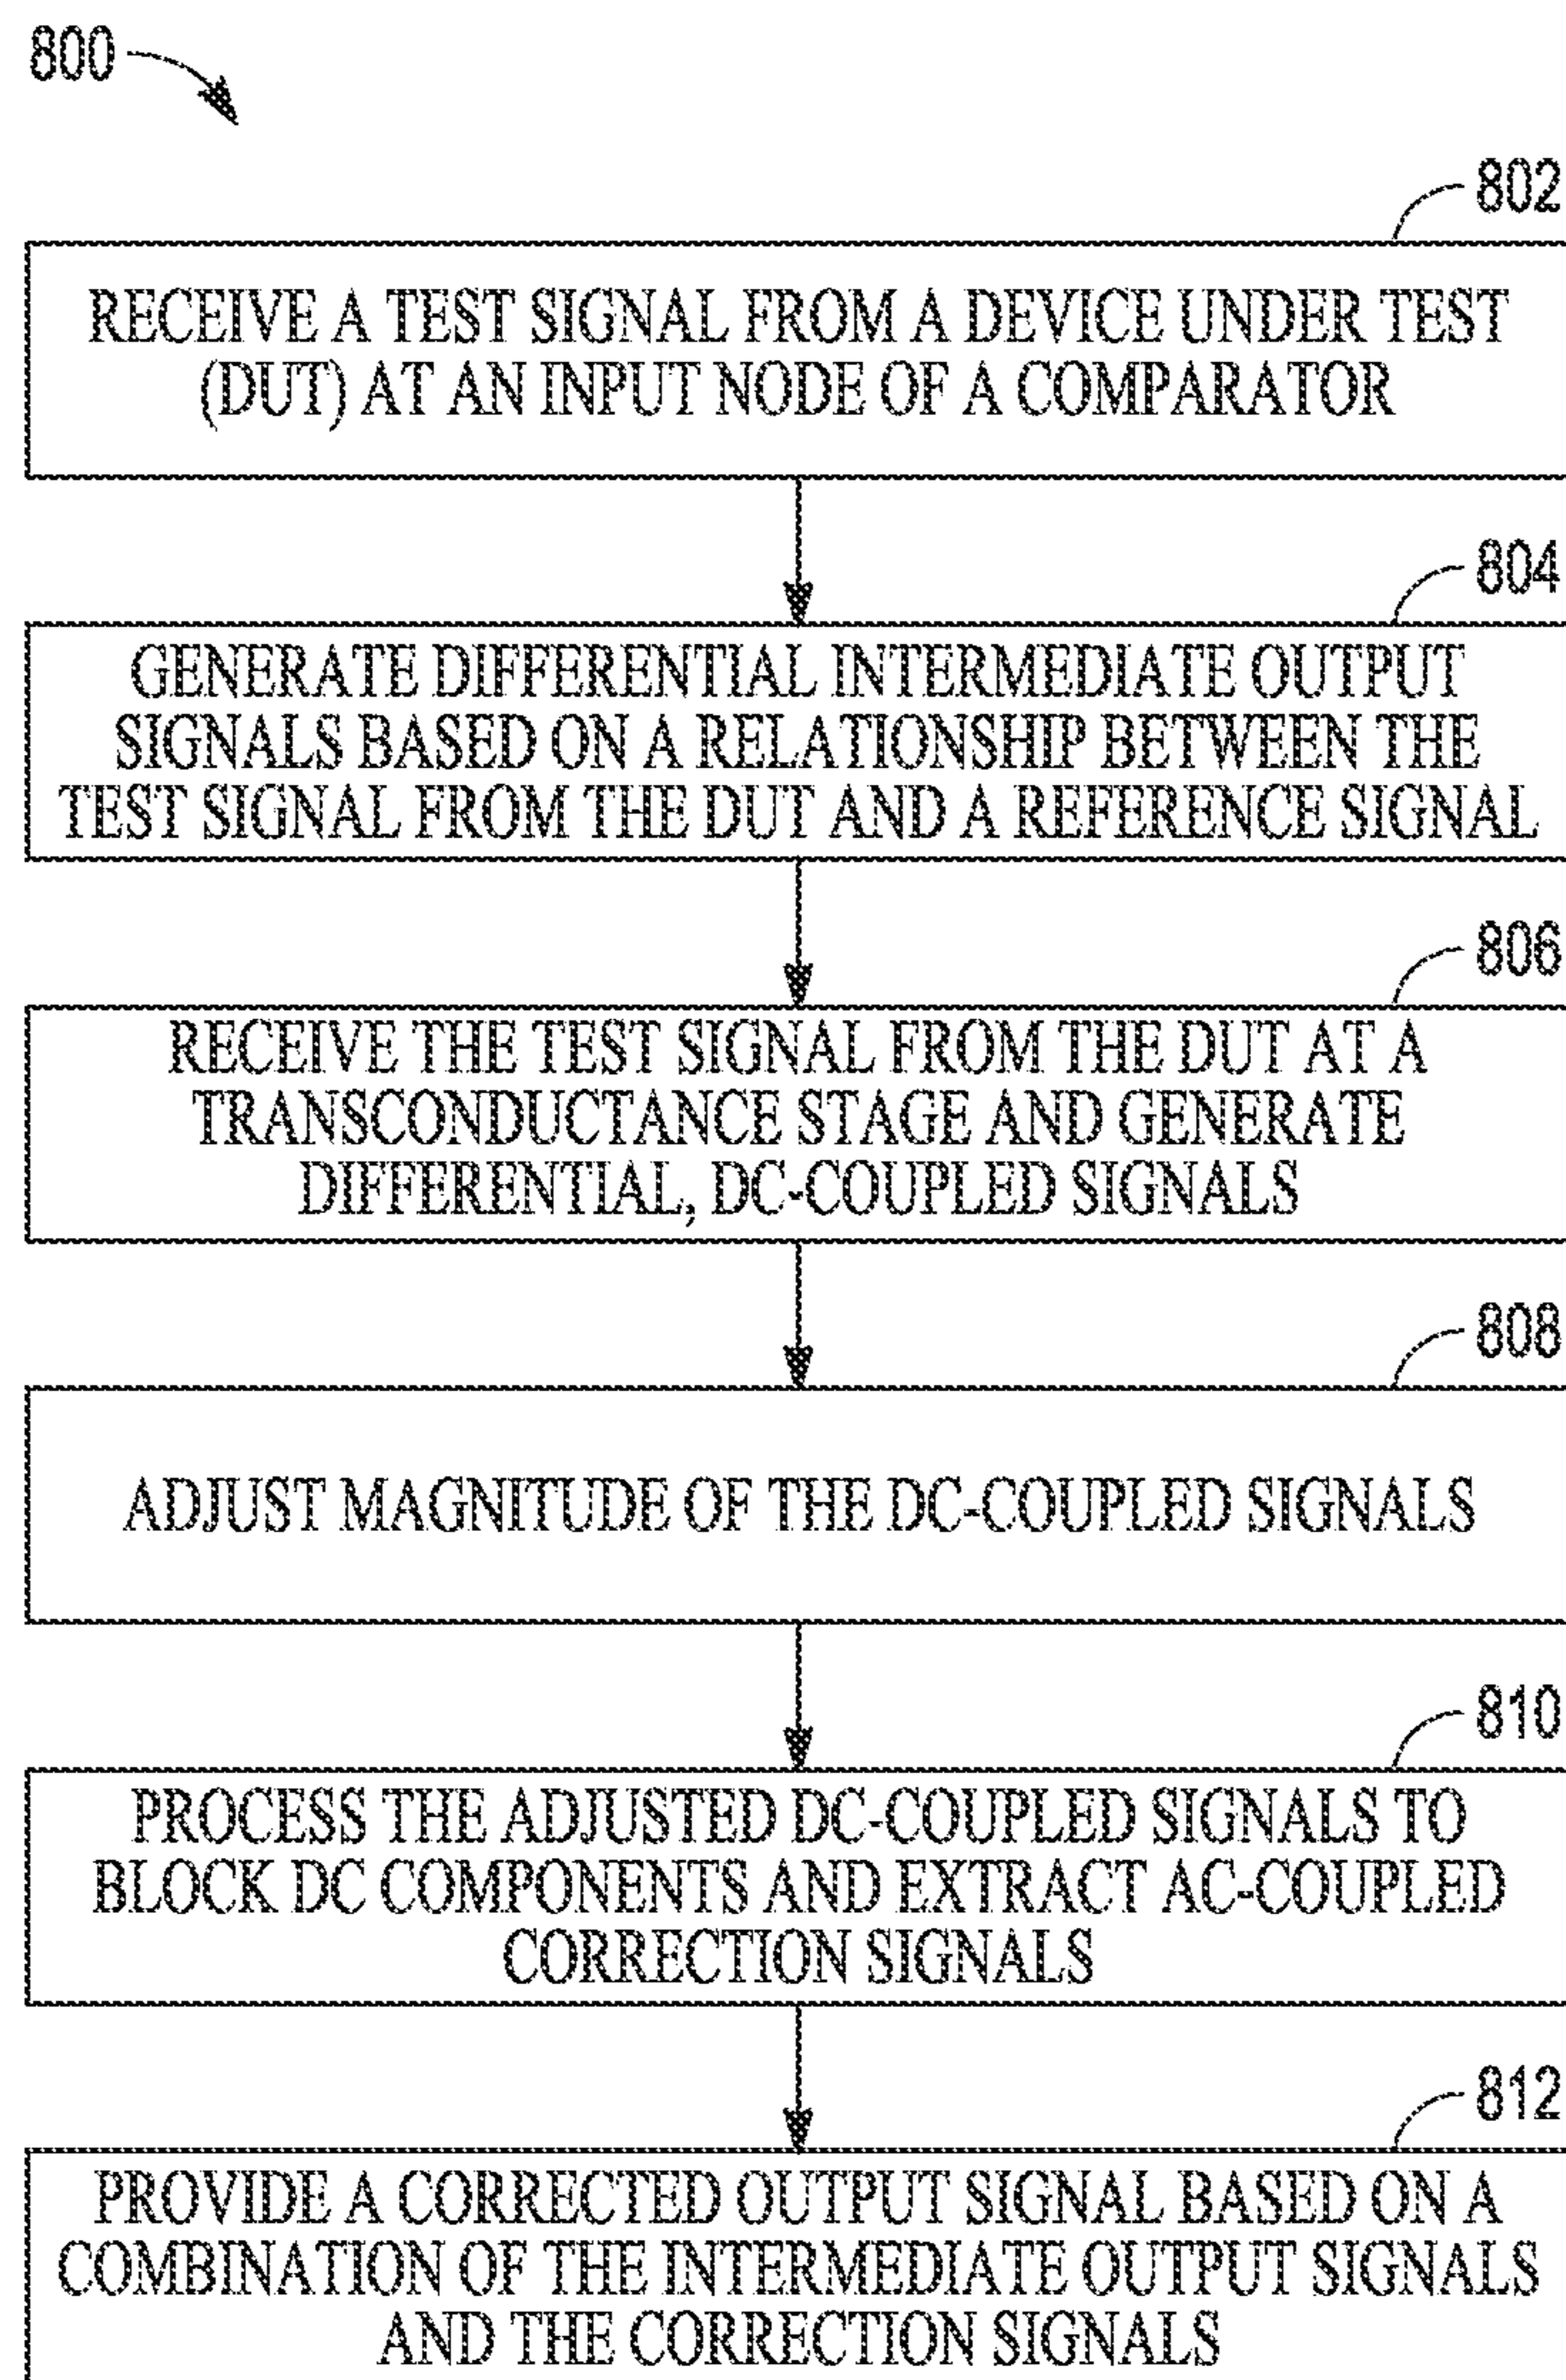 800
802
RECEIVE A TEST SIGNAL FROM A DEVICE UNDER TEST
(DUT) AT AN INPUT NODE OF A COMPARATOR
804
GENERATE DIFFERENTIAL INTERMEDIATE OUTPUT
SIGNALS BASED ON A RELATIONSHIP BETWEEN THE
TEST SIGNAL FROM THE DUT AND A REFERENCE SIGNAL
806
RECEIVE THE TEST SIGNAL FROM THE DUT AT A
TRANSCONDUCTANCE STAGE AND GENERATE
DIFFERENTIAL, DC-COUPLED SIGNALS
808
ADJUST MAGNITUDE OF THE DC-COUPLED SIGNALS
810
PROCESS THE ADJUSTED DC-COUPLED SIGNALS TO
BLOCK DC COMPONENTS AND EXTRACT AC-COUPLED
CORRECTION SIGNALS
812
PROVIDE A CORRECTED OUTPUT SIGNAL BASED ON A
COMBINATION OF THE INTERMEDIATE OUTPUT SIGNALS
AND THE CORRECTION SIGNALS